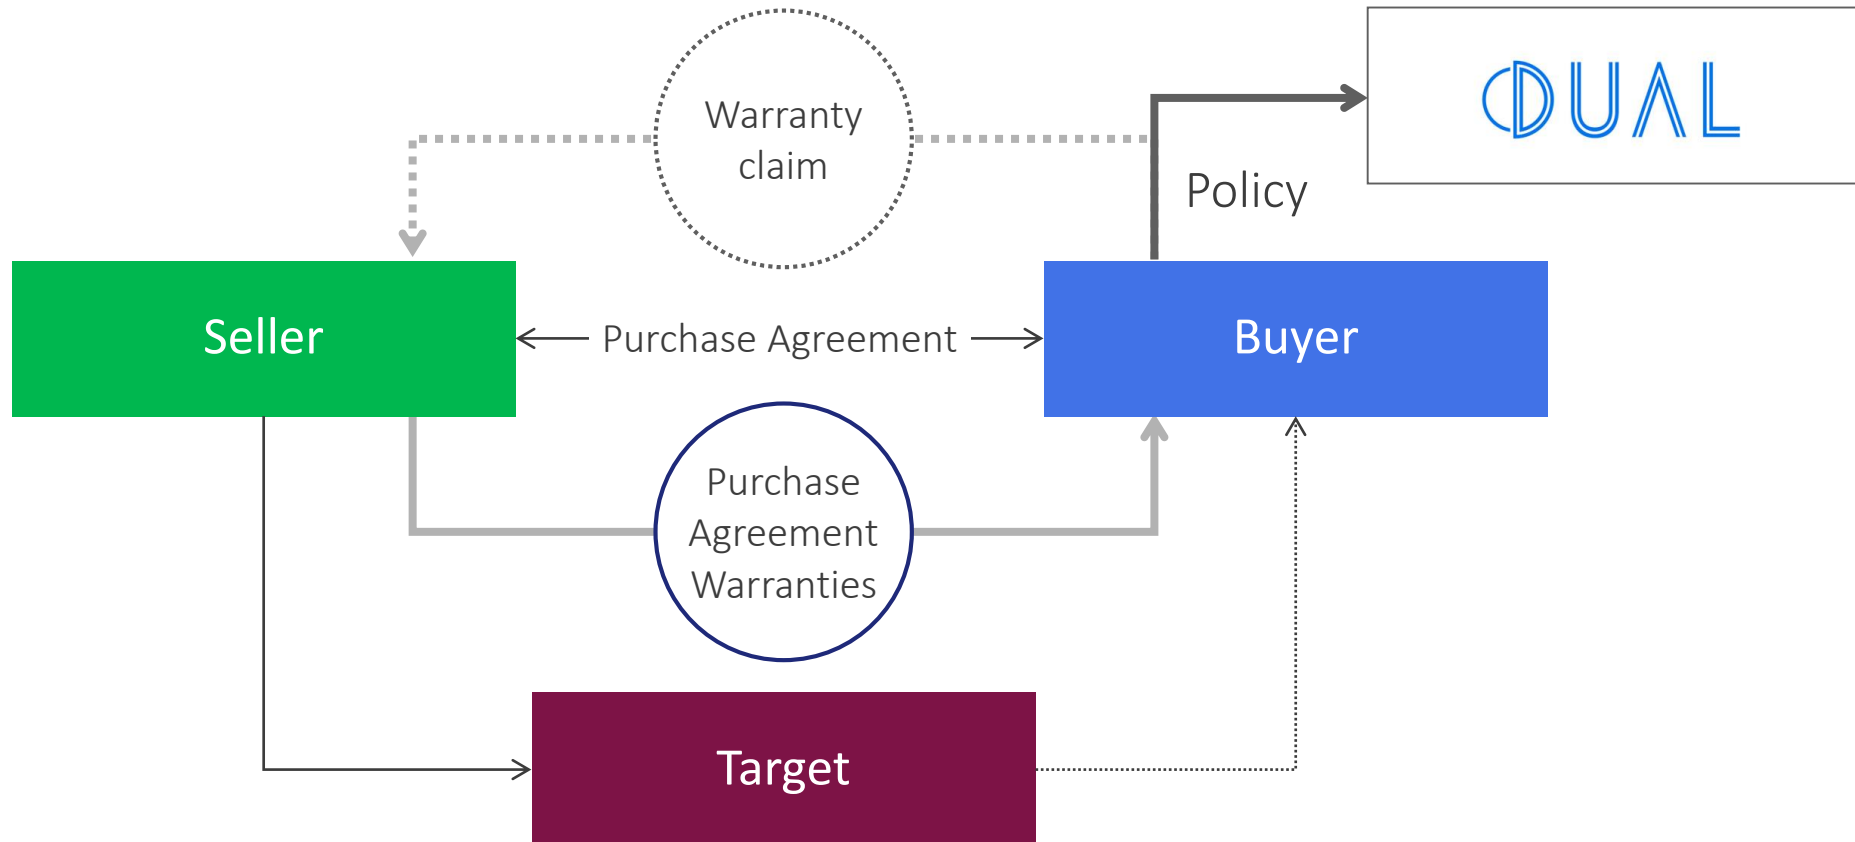 Warranty
claim
DUAL
Policy
Seller
Purchase Agreement
Buyer
Purchase
Agreement
Warranties
Target